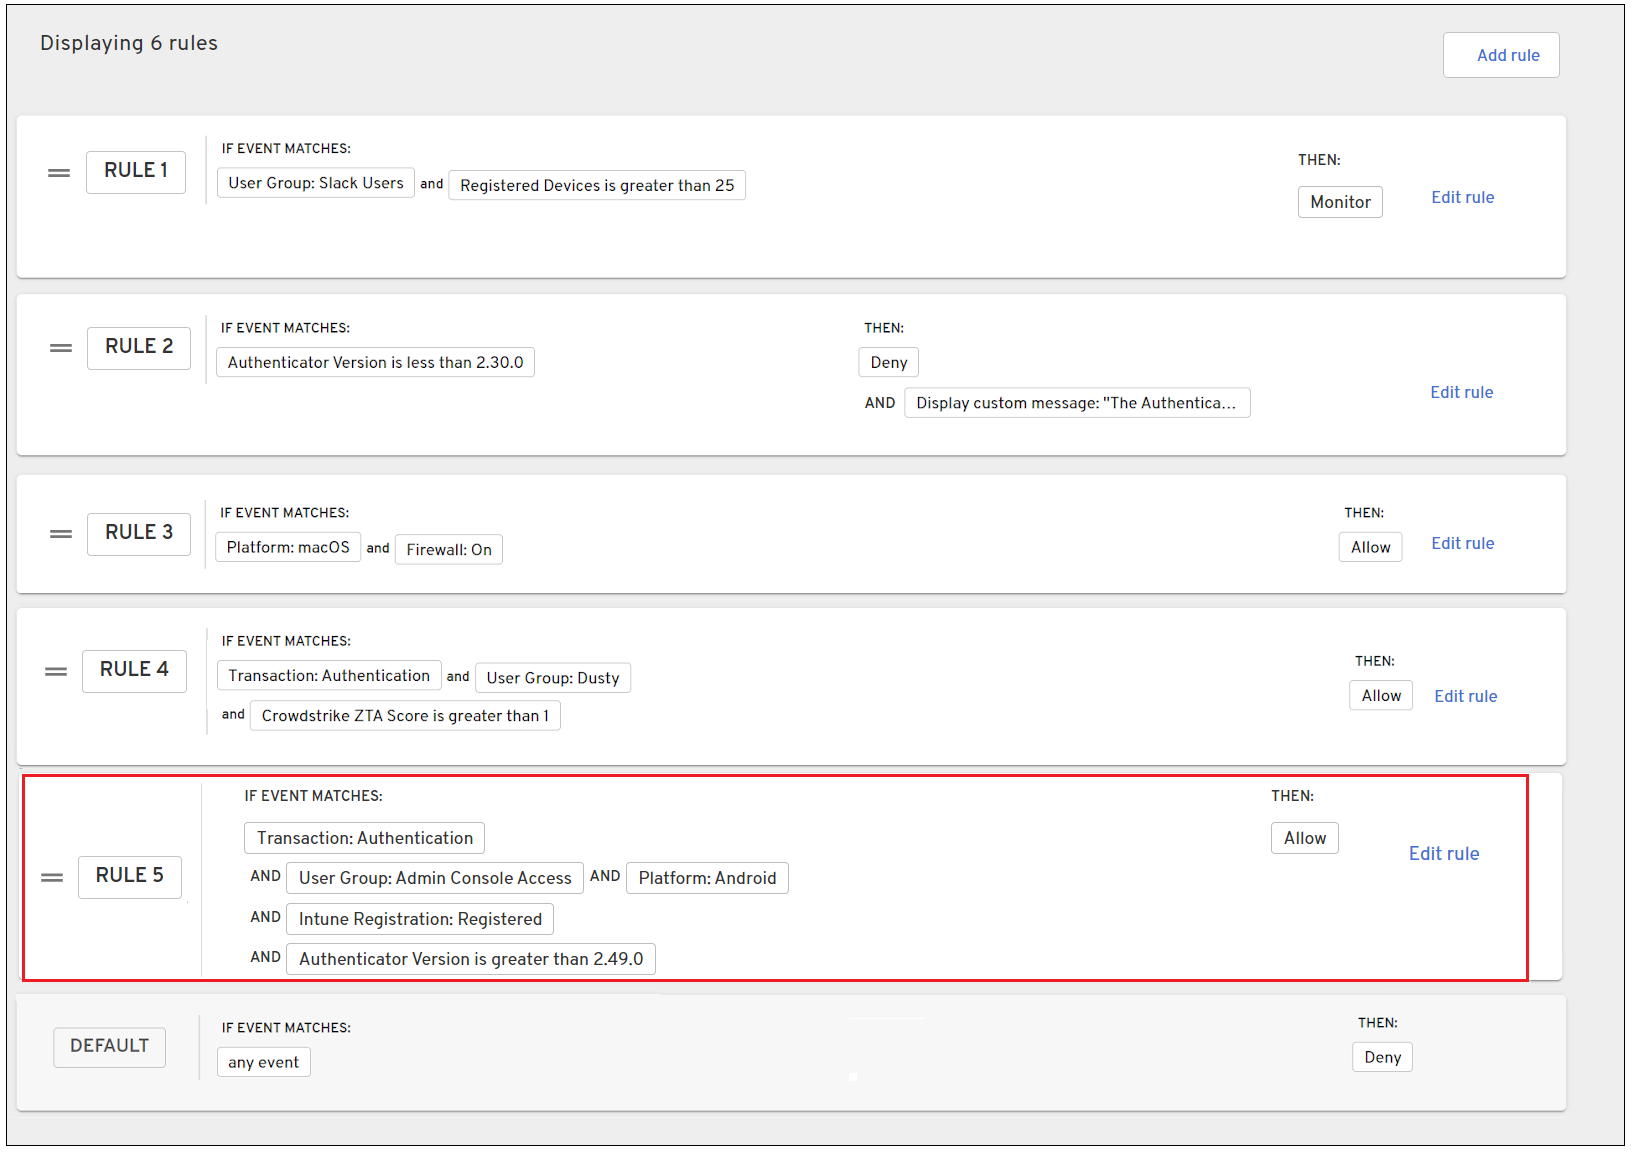 Displaying 6 rules
Add rule
RULE 1
IF EVENT MATCHES:
User Group: Slack Users and Registered Devices is greater than 25
THEN:
Monitor
Edit rule
RULE 2
IF EVENT MATCHES:
Authenticator Version is less than 2.30.0
THEN:
Deny
AND Display custom message: "The Authentica...
Edit rule
RULE 3
IF EVENT MATCHES:
Platform: macOS and Firewall: On
THEN:
Allow
Edit rule
RULE 4
IF EVENT MATCHES:
Transaction: Authentication and User Group: Dusty
and Crowdstrike ZTA Score is greater than 1
THEN:
Allow
Edit rule
RULE 5
IF EVENT MATCHES:
Transaction: Authentication
AND User Group: Admin Console Access AND Platform: Android
AND Intune Registration: Registered
AND Authenticator Version is greater than 2.49.0
THEN:
Allow
Edit rule
DEFAULT
IF EVENT MATCHES:
any event
THEN:
Deny